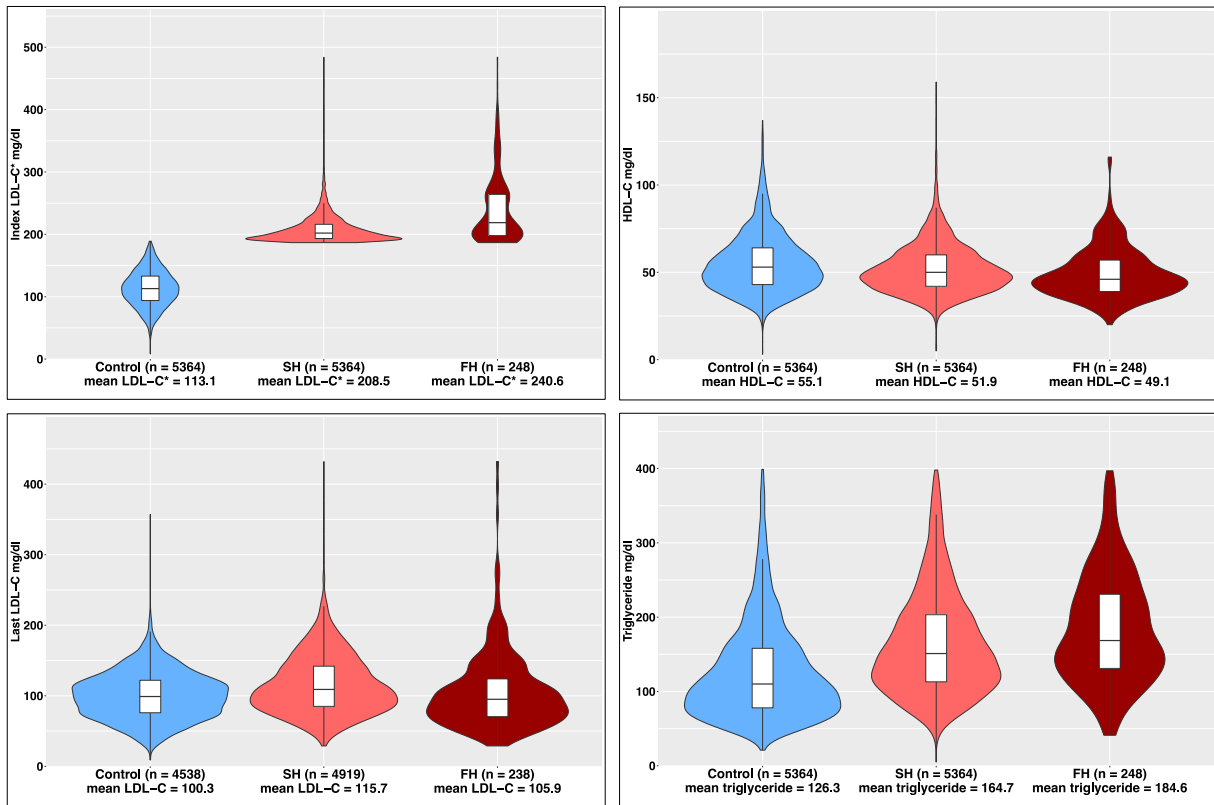 Index LDL−C* mg/dl
500
400
300
200
100
0
Control (n = 5364)
mean LDL−C* = 113.1
SH (n = 5364)
mean LDL−C* = 208.5
FH (n = 248)
mean LDL−C* = 240.6
HDL−C mg/dl
150
100
50
0
Control (n = 5364)
mean HDL−C = 55.1
SH (n = 5364)
mean HDL−C = 51.9
FH (n = 248)
mean HDL−C = 49.1
Last LDL−C mg/dl
400
300
200
100
0
Control (n = 4538)
mean LDL−C = 100.3
SH (n = 4919)
mean LDL−C = 115.7
FH (n = 238)
mean LDL−C = 105.9
Triglyceride mg/dl
400
300
200
100
0
Control (n = 5364)
mean triglyceride = 126.3
SH (n = 5364)
mean triglyceride = 164.7
FH (n = 248)
mean triglyceride = 184.6